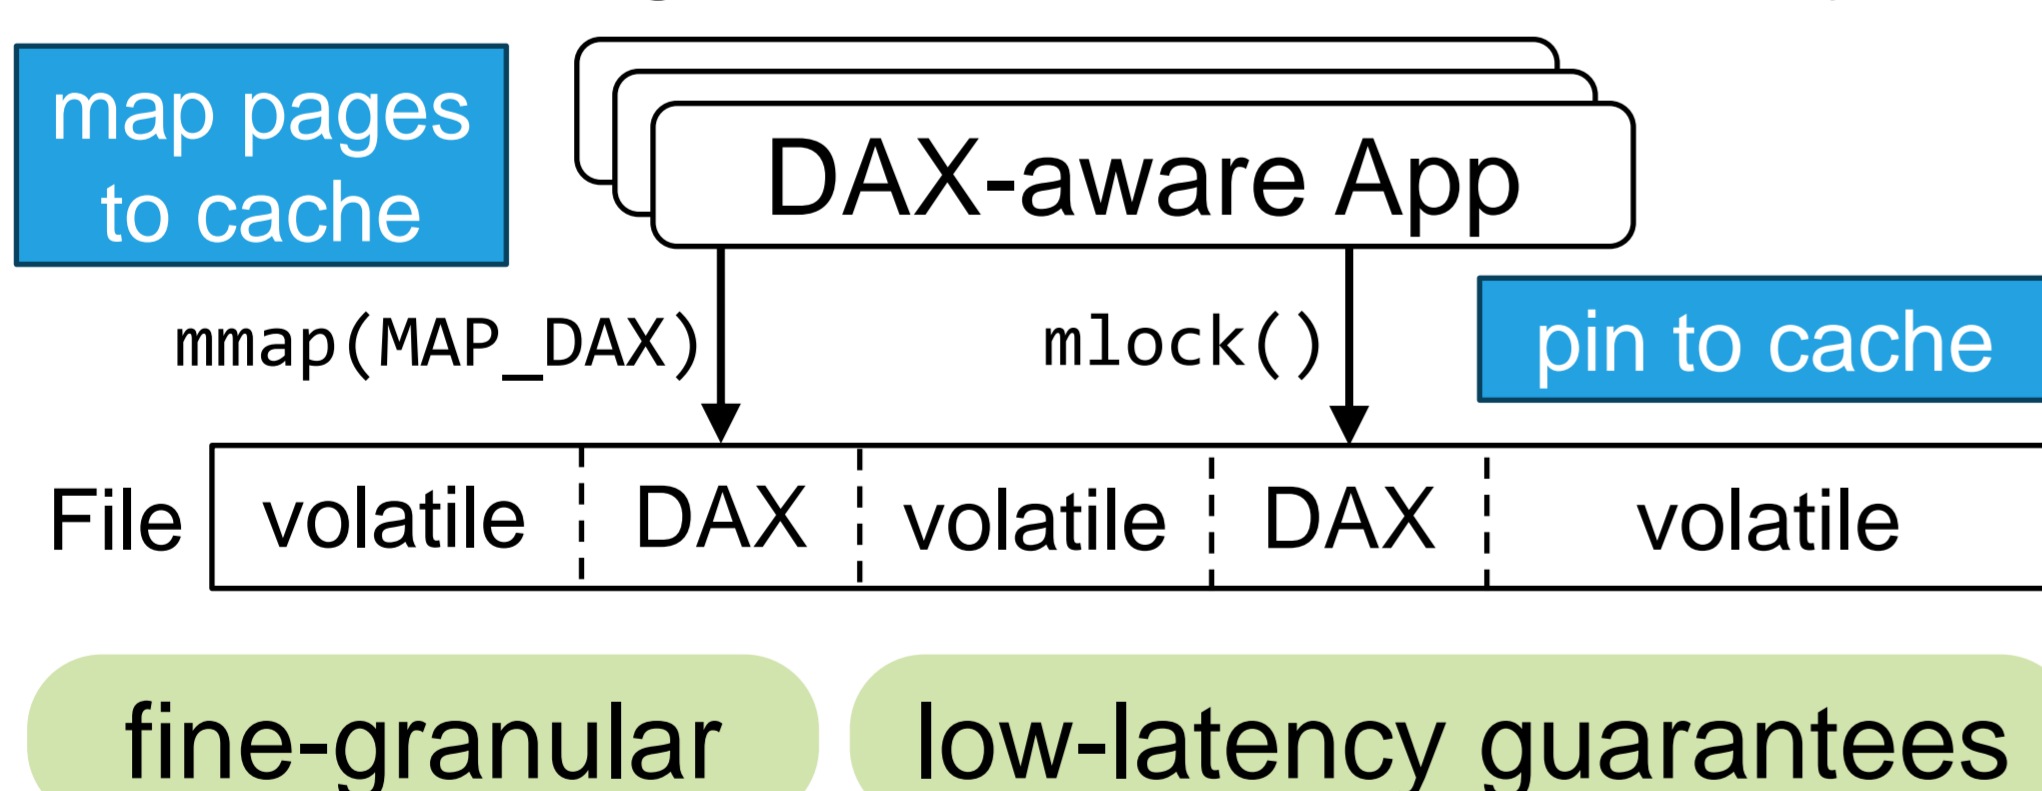 map pages
to cache
DAX-aware App
mmap(MAP_DAX)
mlock()
pin to cache
File
volatile
DAX
volatile
DAX
volatile
fine-granular
low-latency guarantees